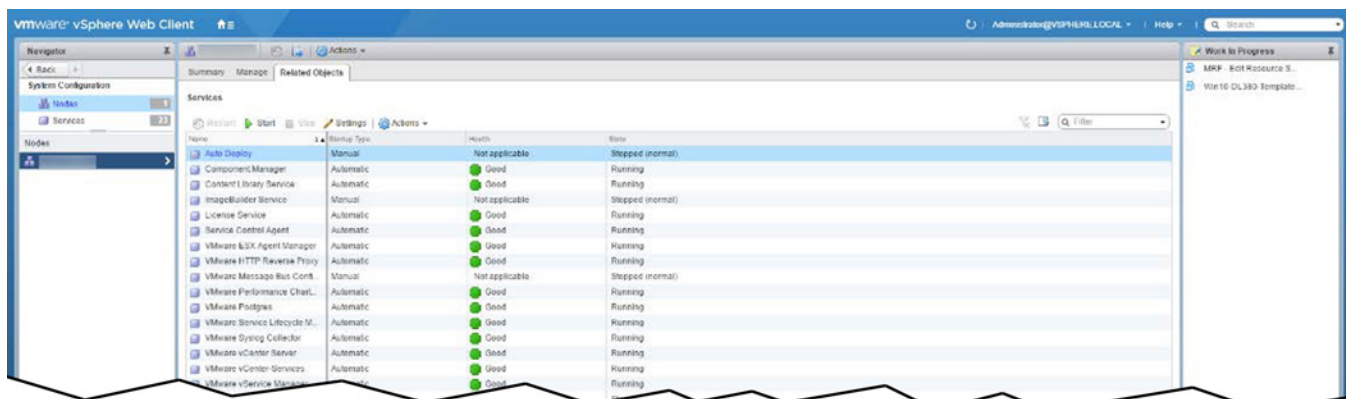 vmware vSphere Web Client
Administrator@VSPHERE.LOCAL | Help | Search
Navigator
Actions
Work In Progress
Back
Summary Manage Related Objects
MRF - Edit Resource S...
System Configuration
Win10-DL380-Template...
Nodes 1
Services
Services 23
Restart Start Stop Settings | Actions
Filter
Nodes
Name 1 Startup Type Health State
Auto Deploy Manual Not applicable Stopped (normal)
Component Manager Automatic Good Running
Content Library Service Automatic Good Running
ImageBuilder Service Manual Not applicable Stopped (normal)
License Service Automatic Good Running
Service Control Agent Automatic Good Running
VMware ESX Agent Manager Automatic Good Running
VMware HTTP Reverse Proxy Automatic Good Running
VMware Message Bus Confi... Manual Not applicable Stopped (normal)
VMware Performance Chart... Automatic Good Running
VMware Postgres Automatic Good Running
VMware Service Lifecycle M... Automatic Good Running
VMware Syslog Collector Automatic Good Running
VMware vCenter Server Automatic Good Running
VMware vCenter-Services Automatic Good Running
VMware vService Manager Good Running